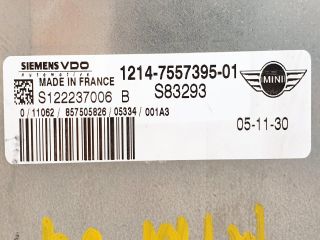 SIEMENS VDO
Automotive
MADE IN FRANCE
1214-7557395-01
MINI
S122237006 B
S83293
0 / 11062 / 857505826 / 05334 / 001A3
05-11-30